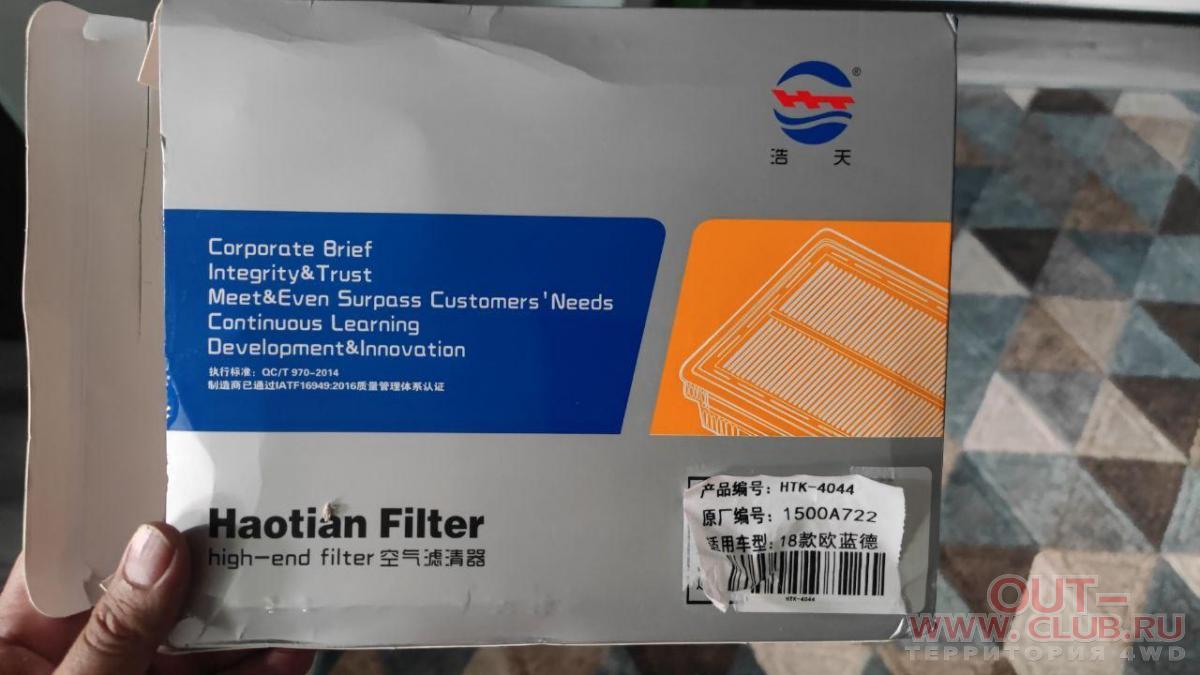 HT ®
浩 天
Corporate Brief
Integrity&Trust
Meet&Even Surpass Customers'Needs
Continuous Learning
Development&Innovation
执行标准：QC/T 970-2014
制造商已通过IATF16949:2016质量管理体系认证
Haotian Filter
high-end filter 空气滤清器
产品编号：HTK-4044
原厂编号：1500A722
适用车型：18款欧蓝德
HTK-4044
OUT-
WWW.CLUB.RU
ТЕРРИТОРИЯ 4WD